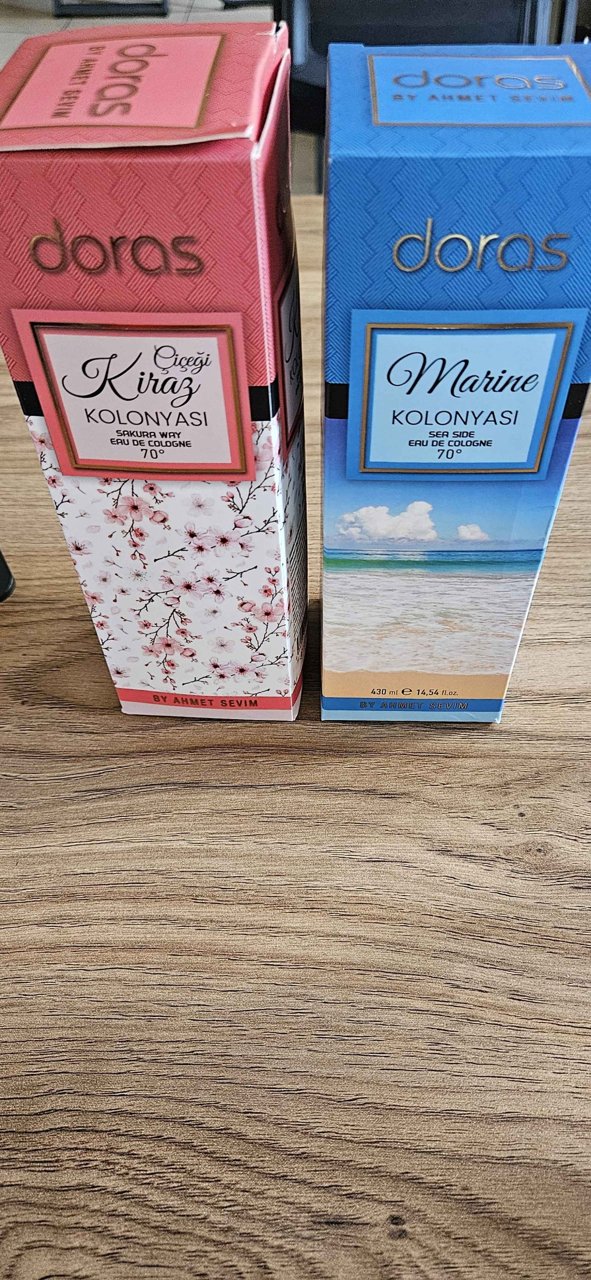 doras
BY AHMET SEVIM
doras
Çiçeği
Kiraz
KOLONYASI
SAKURA WAY
EAU DE COLOGNE
70°
BY AHMET SEVIM
doras
BY AHMET SEVIM
doras
Marine
KOLONYASI
SEA SIDE
EAU DE COLOGNE
70°
430 ml e 14,54 fl.oz.
BY AHMET SEVIM